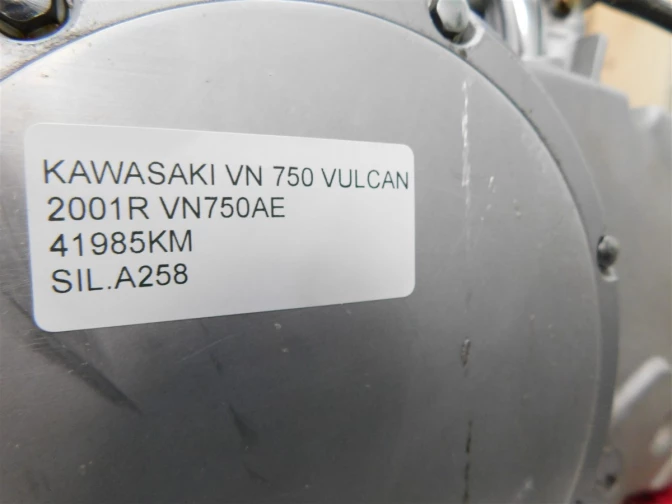 KAWASAKI VN 750 VULCAN
2001R VN750AE
41985KM
SIL.A258